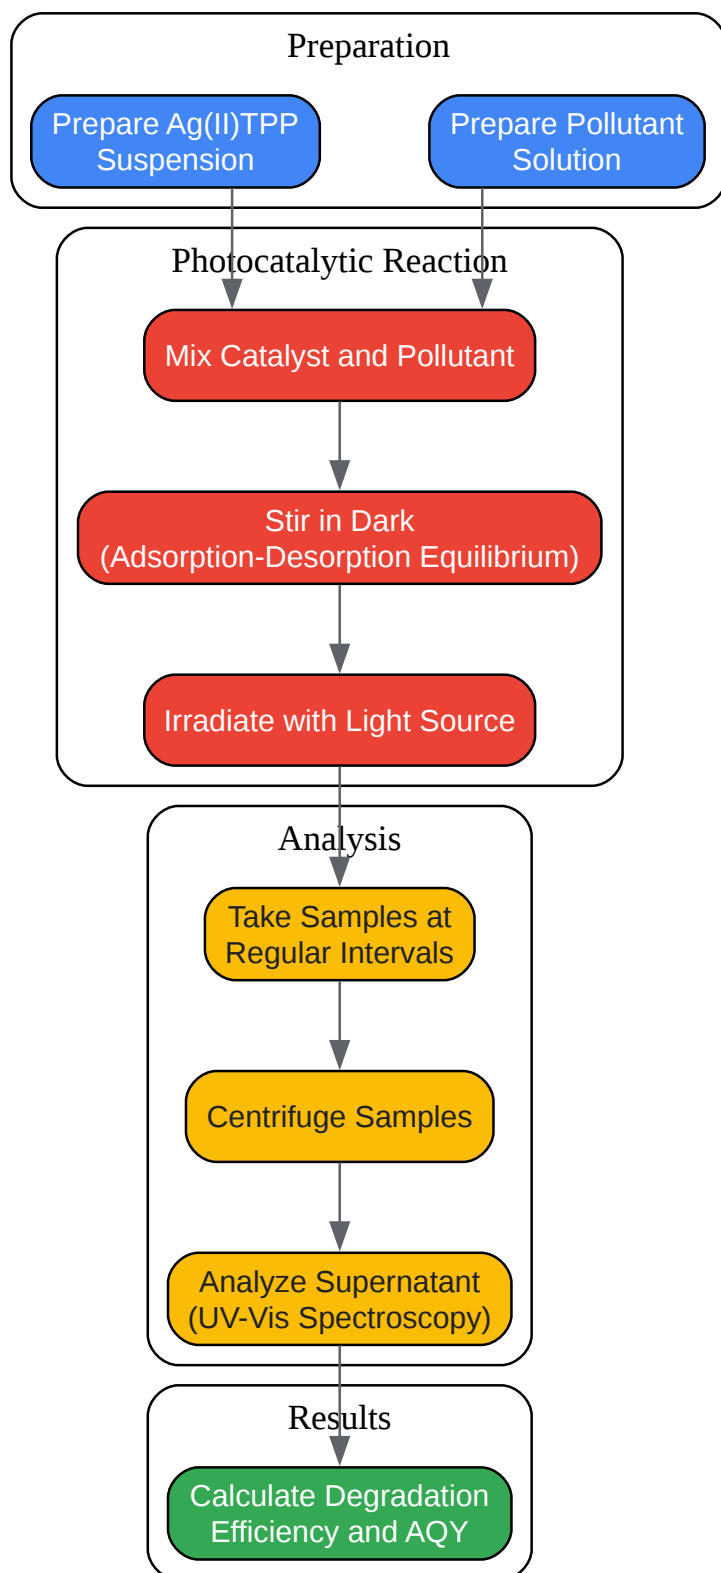 Preparation
Prepare Ag(II)TPP
Suspension
Prepare Pollutant
Solution
Photocatalytic Reaction
Mix Catalyst and Pollutant
Stir in Dark
(Adsorption-Desorption Equilibrium)
Irradiate with Light Source
Analysis
Take Samples at
Regular Intervals
Centrifuge Samples
Analyze Supernatant
(UV-Vis Spectroscopy)
Results
Calculate Degradation
Efficiency and AQY